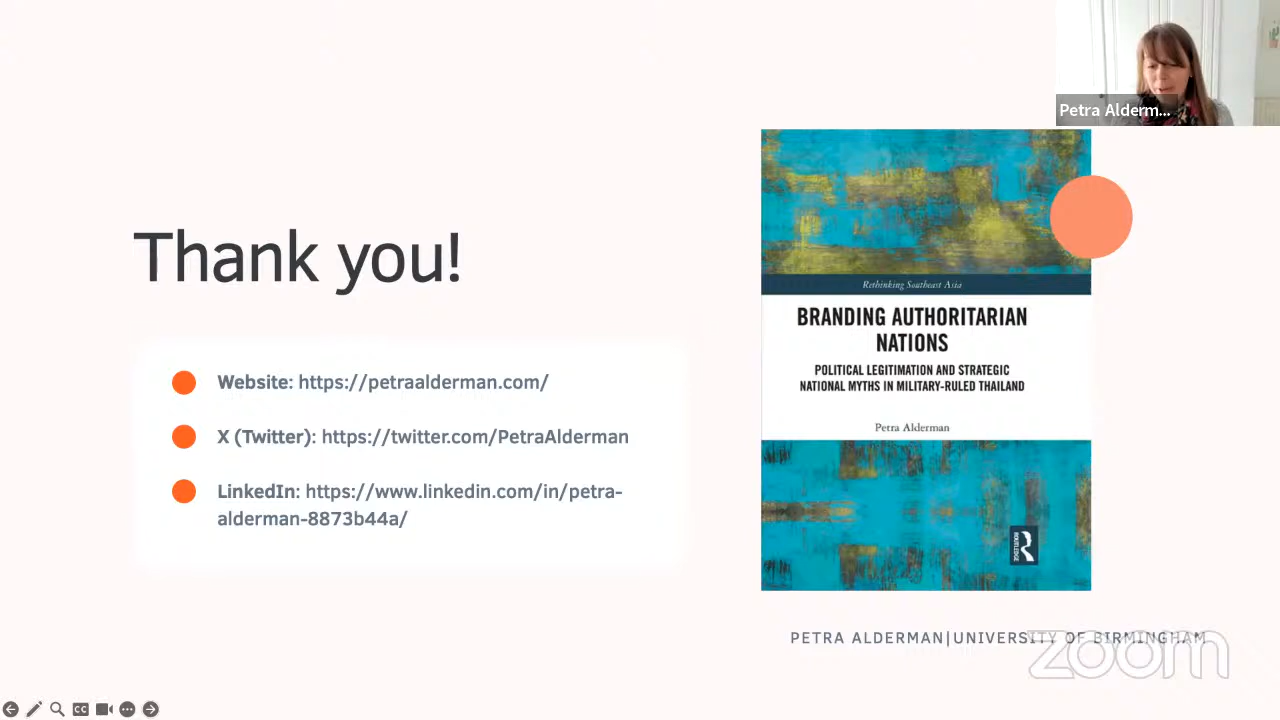 Petra Alderm...
Thank you!
Website: https://petraalderman.com/
X (Twitter): https://twitter.com/PetraAlderman
LinkedIn: https://www.linkedin.com/in/petra-
alderman-8873b44a/
Rethinking Southeast Asia
BRANDING AUTHORITARIAN
NATIONS
POLITICAL LEGITIMATION AND STRATEGIC
NATIONAL MYTHS IN MILITARY-RULED THAILAND
Petra Alderman
ROUTLEDGE
PETRA ALDERMAN|UNIVERSITY OF BIRMINGHAM
zoom
CC